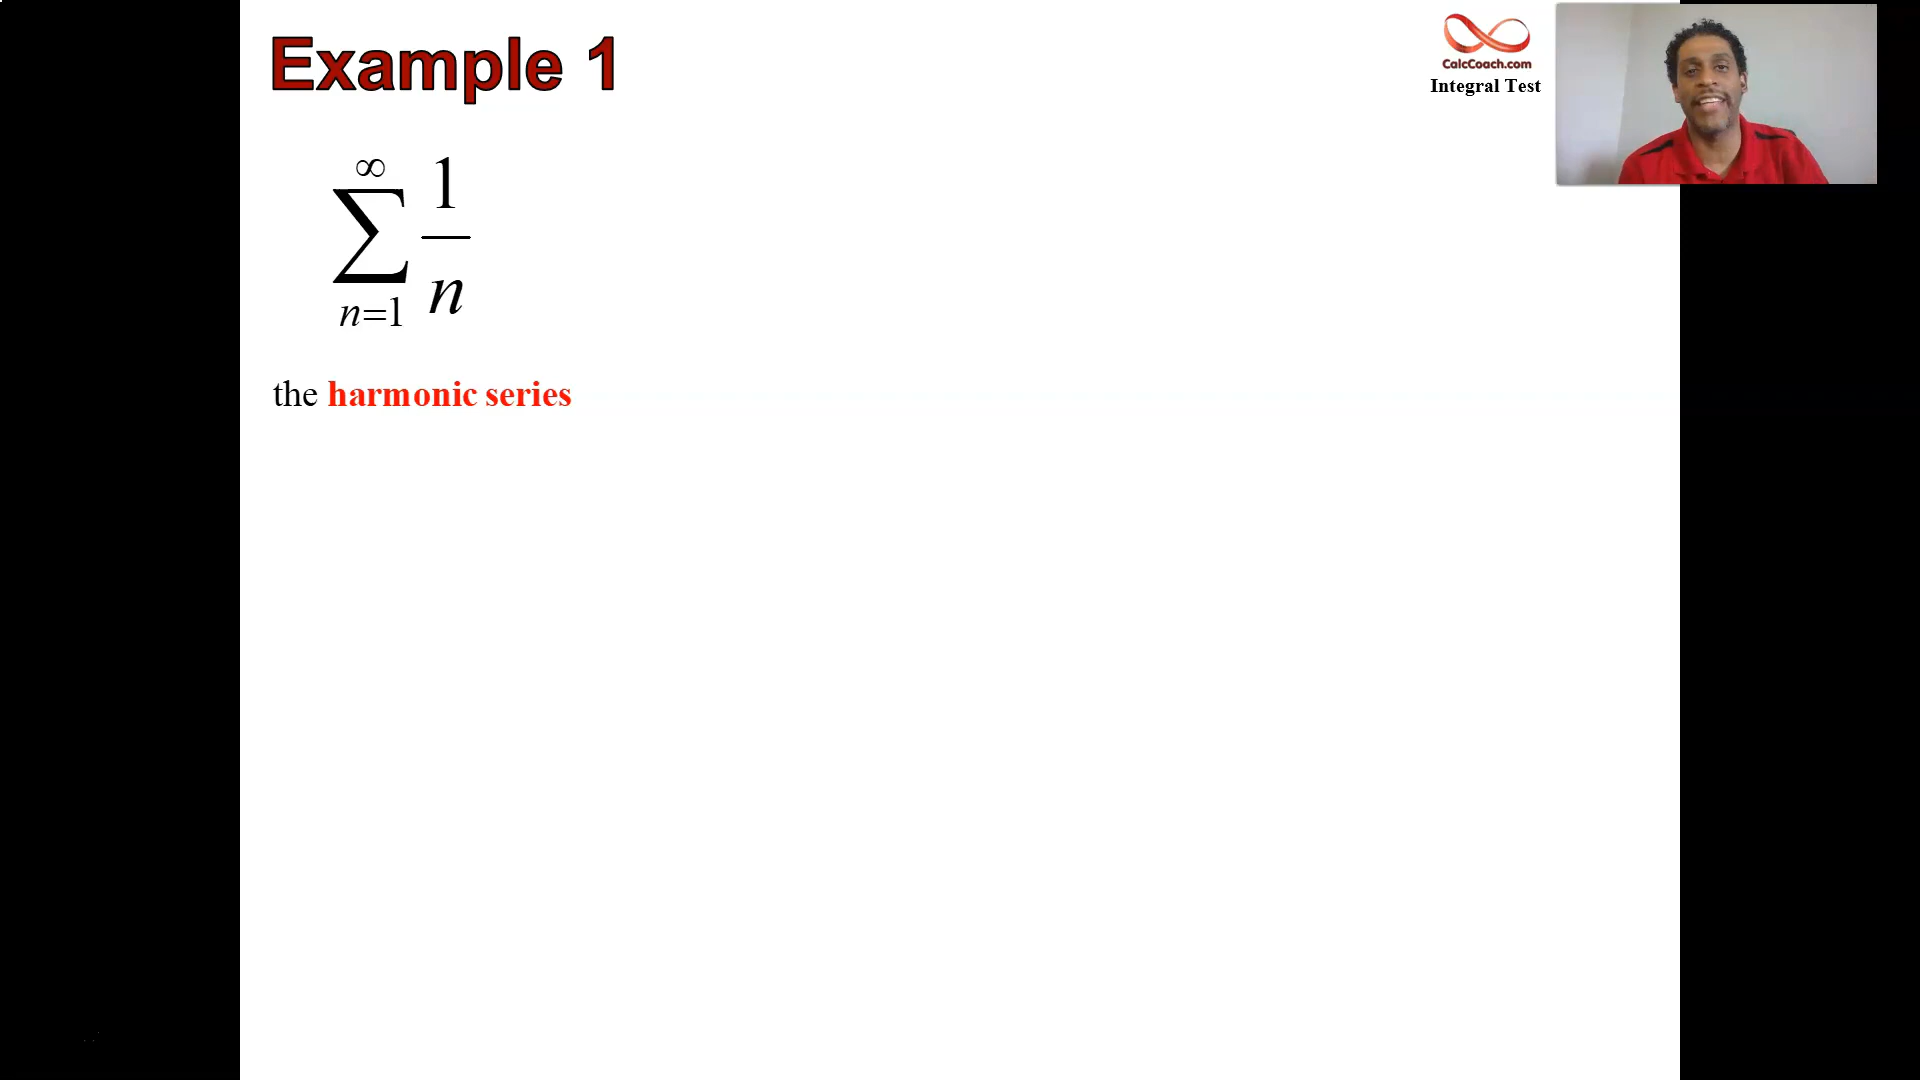 Example 1
CalcCoach.com
Integral Test
∞
∑ 1/n
n=1
the harmonic series